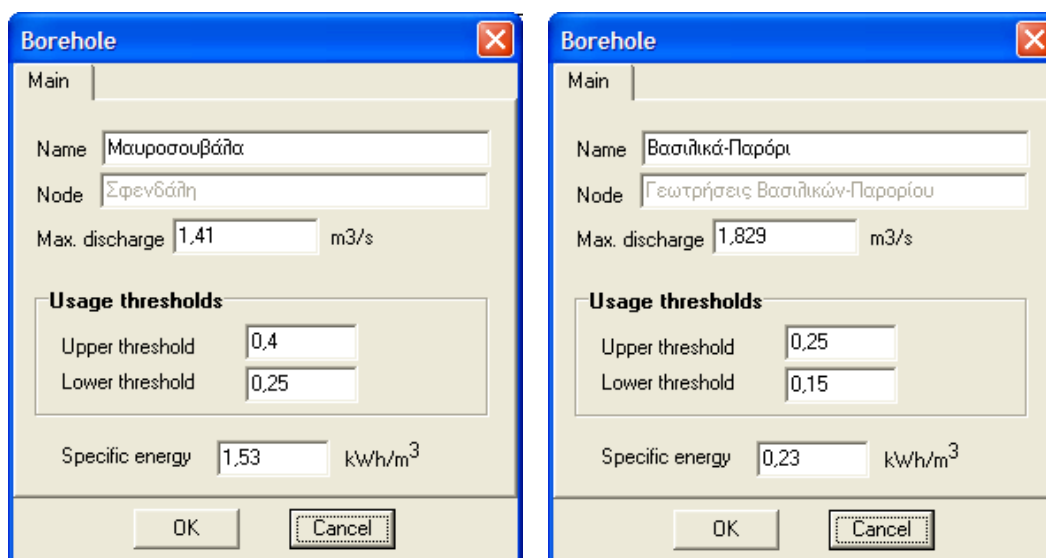 Borehole
Main
Name Μαυροσουβάλα
Node Σφενδάλη
Max. discharge 1,41 m3/s
Usage thresholds
Upper threshold 0,4
Lower threshold 0,25
Specific energy 1,53 kWh/m³
OK Cancel
Borehole
Main
Name Βασιλικά-Παρόρι
Node Γεωτρήσεις Βασιλικών-Παρορίου
Max. discharge 1,829 m3/s
Usage thresholds
Upper threshold 0,25
Lower threshold 0,15
Specific energy 0,23 kWh/m³
OK Cancel